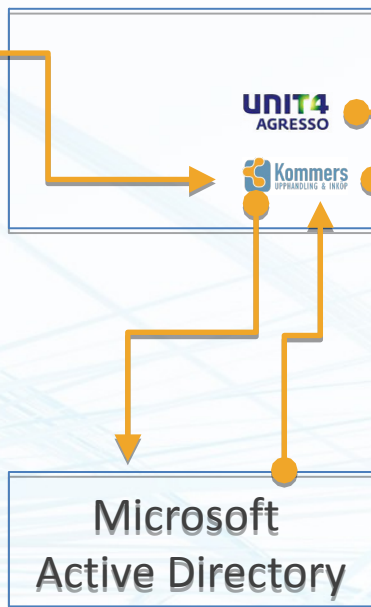 UNIT4
AGRESSO
Kommers
UPPHANDLING & INKÖP
Microsoft
Active Directory